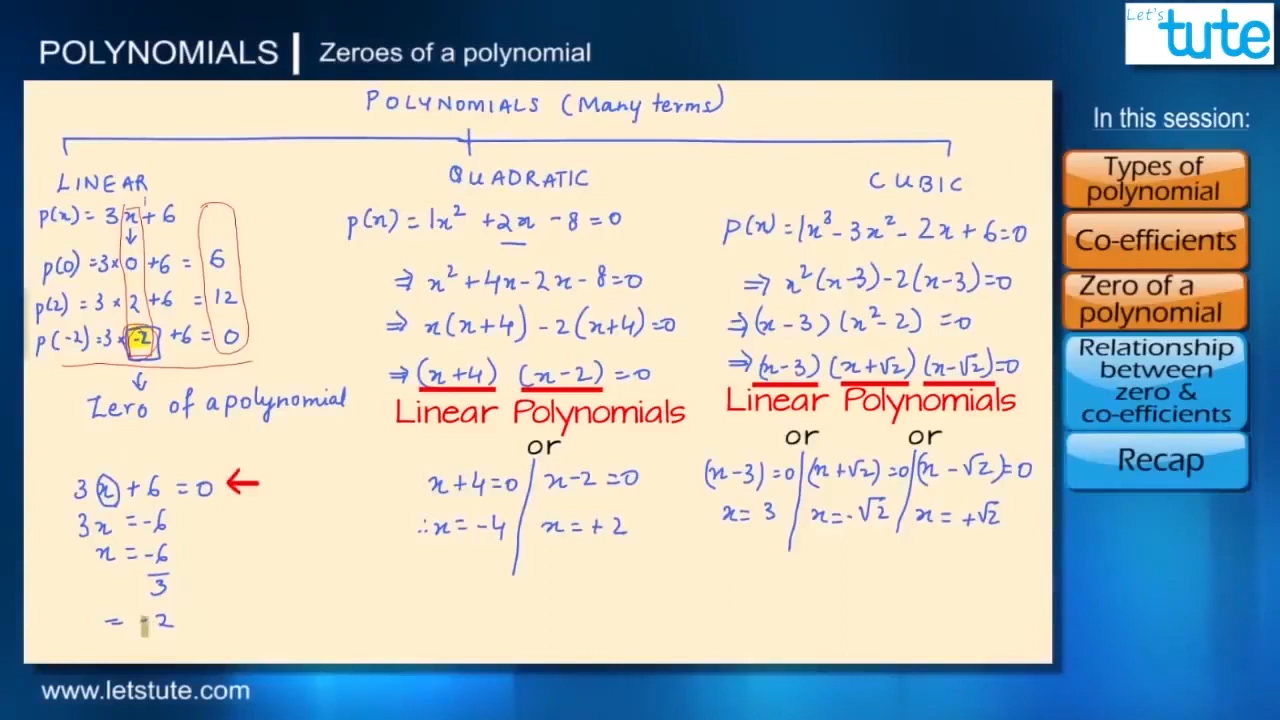 POLYNOMIALS | Zeroes of a polynomial
Let's
tute
POLYNOMIALS (Many terms)
LINEAR
p(x) = 3x + 6
p(0) = 3 × 0 + 6 = 6
p(2) = 3 × 2 + 6 = 12
p(-2) = 3 × -2 + 6 = 0
Zero of a polynomial
3x + 6 = 0
3x = -6
x = -6
3
= -2
QUADRATIC
p(x) = 1x² + 2x - 8 = 0
⇒ x² + 4x - 2x - 8 = 0
⇒ x(x+4) - 2(x+4) = 0
⇒ (x+4) (x-2) = 0
Linear Polynomials
or
x+4=0 / x-2=0
∴ x = -4 / x = +2
CUBIC
p(x) = 1x³ - 3x² - 2x + 6 = 0
⇒ x²(x-3) - 2(x-3) = 0
⇒ (x-3) (x²-2) = 0
⇒ (x-3) (x+√2) (x-√2) = 0
Linear Polynomials
or or
(x-3)=0 / (x+√2)=0 / (x-√2)=0
x = 3 / x = -√2 / x = +√2
In this session:
Types of
polynomial
Co-efficients
Zero of a
polynomial
Relationship
between
zero &
co-efficients
Recap
www.letstute.com